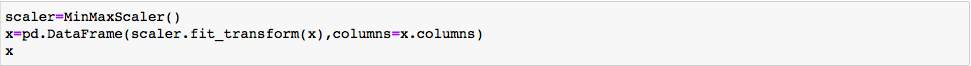 scaler=MinMaxScaler()
x=pd.DataFrame(scaler.fit_transform(x),columns=x.columns)
x